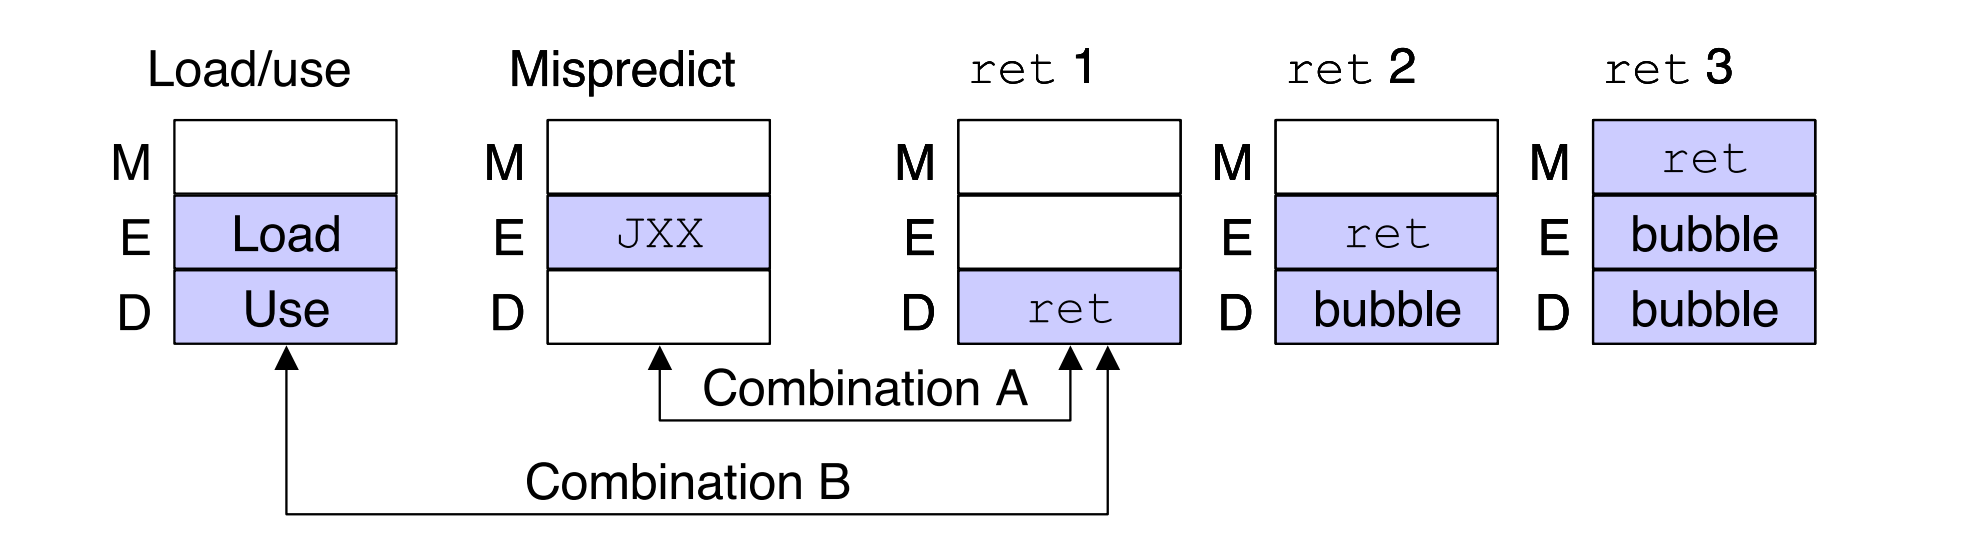 Load/use Mispredict ret 1 ret 2 ret 3
M M M M M ret
E Load E JXX E E ret E bubble
D Use D D ret D bubble D bubble
Combination A
Combination B